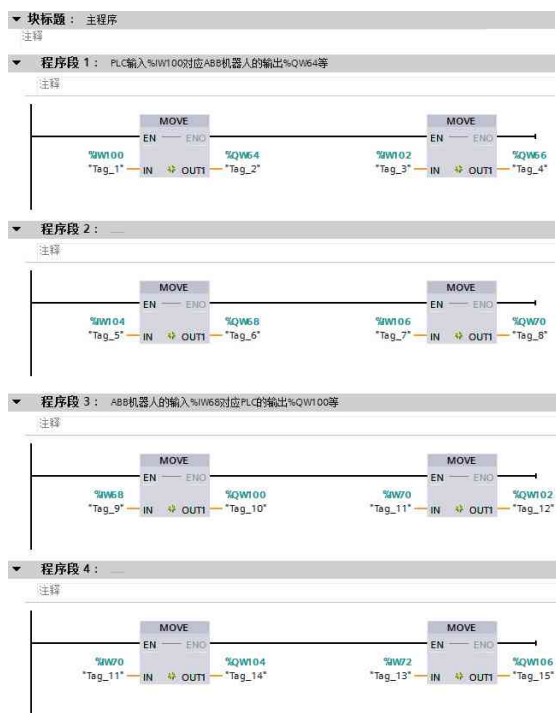 块标题： 主程序
注释
程序段 1： PLC输入%IW100对应ABB机器人的输出%QW64等
注释
MOVE MOVE
EN ENO EN ENO
%IW100 %QW64 %IW102 %QW66
"Tag_1" IN OUT1 "Tag_2" "Tag_3" IN OUT1 "Tag_4"
程序段 2： ....
注释
MOVE MOVE
EN ENO EN ENO
%IW104 %QW68 %IW106 %QW70
"Tag_5" IN OUT1 "Tag_6" "Tag_7" IN OUT1 "Tag_8"
程序段 3： ABB机器人的输入%IW68对应PLC的输出%QW100等
注释
MOVE MOVE
EN ENO EN ENO
%IW68 %QW100 %IW70 %QW102
"Tag_9" IN OUT1 "Tag_10" "Tag_11" IN OUT1 "Tag_12"
程序段 4： ....
注释
MOVE MOVE
EN ENO EN ENO
%IW70 %QW104 %IW72 %QW106
"Tag_11" IN OUT1 "Tag_14" "Tag_13" IN OUT1 "Tag_15"